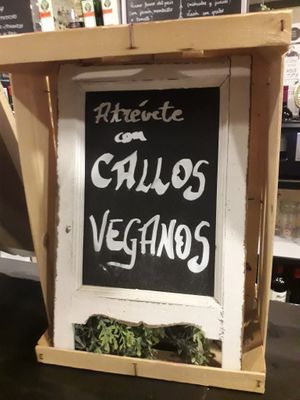 Atrévete
con
CALLOS
VEGANOS